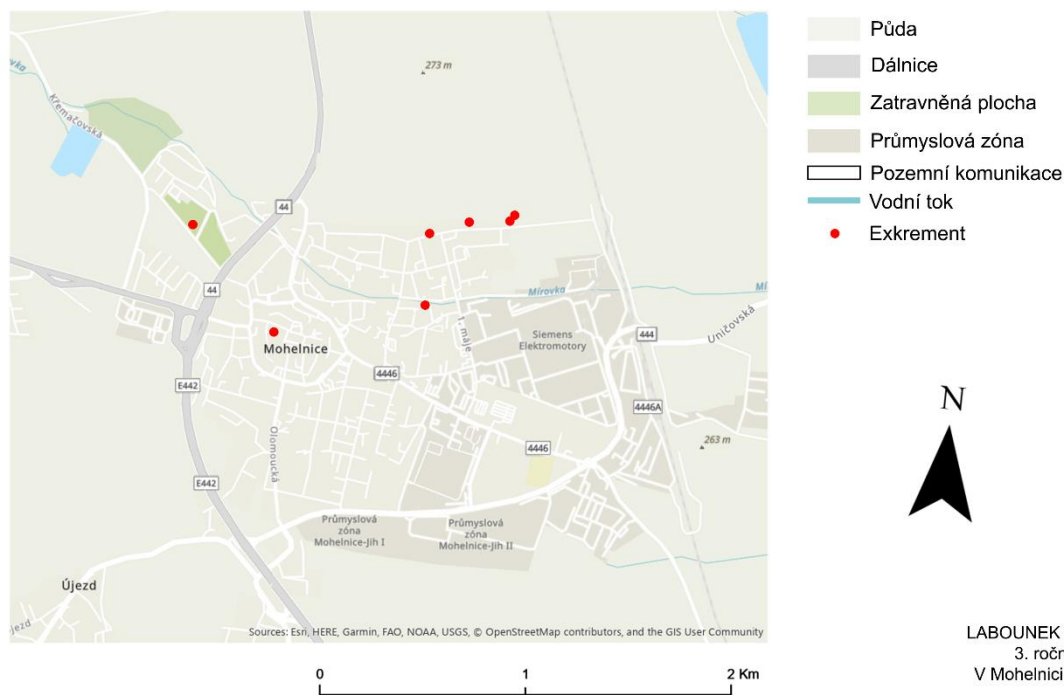 Půda
Dálnice
Zatravněná plocha
Průmyslová zóna
Pozemní komunikace
Vodní tok
Exkrement
273 m
Křemačovská
44
44
Mírovka
Mohelnice
1. máje
Siemens
Elektromotory
444
Uničovská
4446
E442
4446A
Olomoucká
4446
263 m
E442
Průmyslová
zóna
Mohelnice-Jih I
Průmyslová
zóna
Mohelnice-Jih II
Újezd
Sources: Esri, HERE, Garmin, FAO, NOAA, USGS, © OpenStreetMap contributors, and the GIS User Community
N
0 1 2 Km
LABOUNEK
3. ročn
V Mohelnici